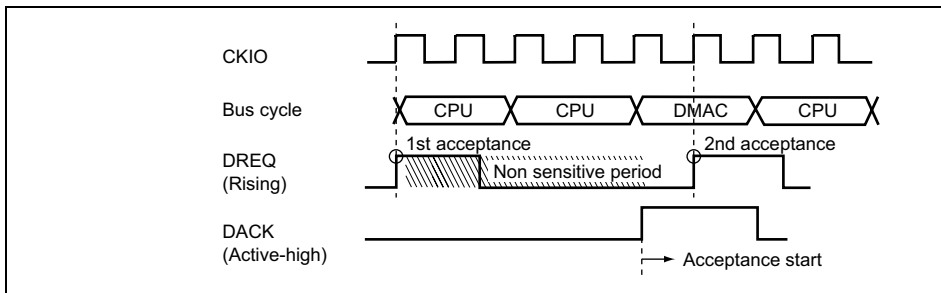 CKIO
Bus cycle CPU CPU DMAC CPU
1st acceptance 2nd acceptance
DREQ
(Rising)
Non sensitive period
DACK
(Active-high)
Acceptance start